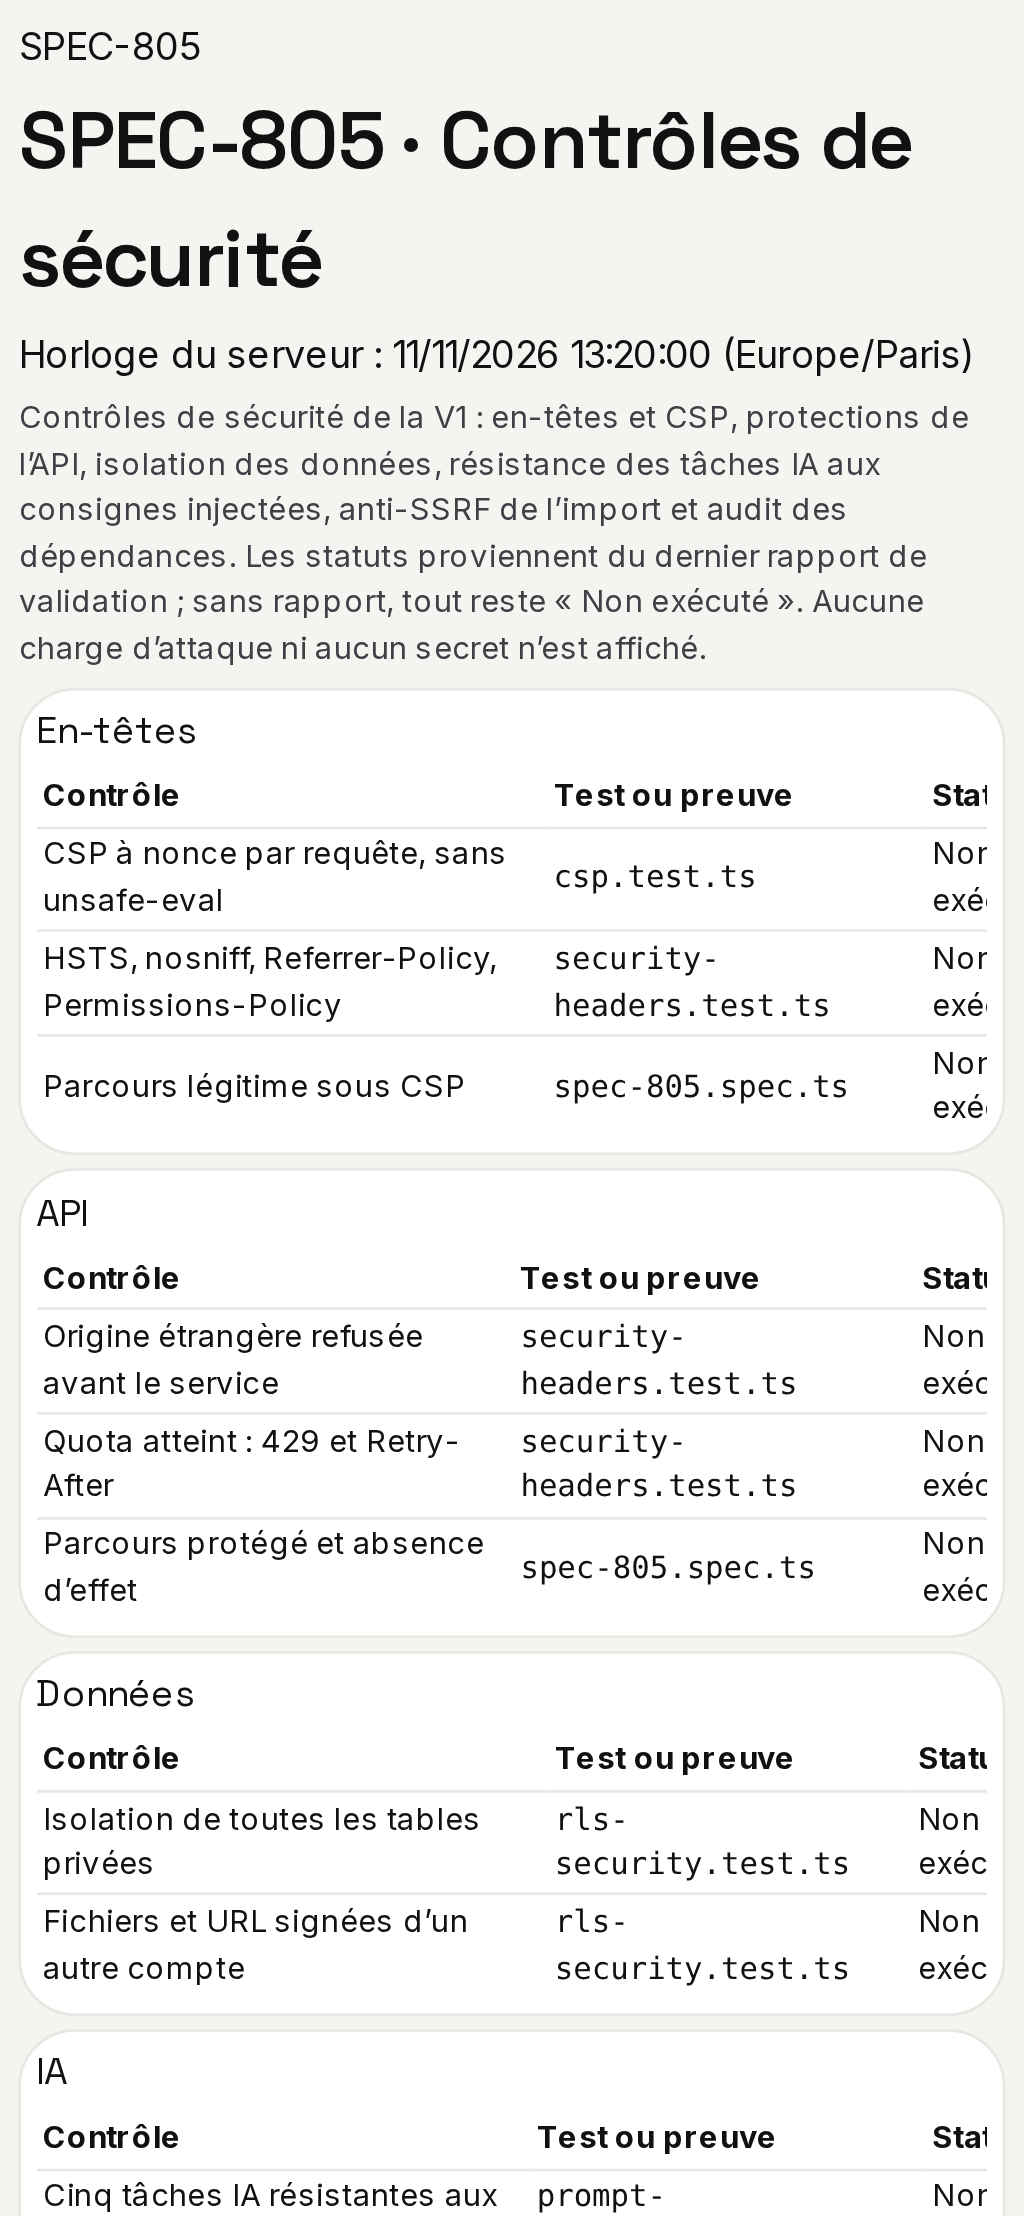 SPEC-805
SPEC-805 · Contrôles de
sécurité
Horloge du serveur : 11/11/2026 13:20:00 (Europe/Paris)
Contrôles de sécurité de la V1 : en-têtes et CSP, protections de
l’API, isolation des données, résistance des tâches IA aux
consignes injectées, anti-SSRF de l’import et audit des
dépendances. Les statuts proviennent du dernier rapport de
validation ; sans rapport, tout reste « Non exécuté ». Aucune
charge d’attaque ni aucun secret n’est affiché.
En-têtes
Contrôle Test ou preuve
CSP à nonce par requête, sans
unsafe-eval
csp.test.ts
HSTS, nosniff, Referrer-Policy,
Permissions-Policy
security-
headers.test.ts
Parcours légitime sous CSP
spec-805.spec.ts
API
Contrôle Test ou preuve
Origine étrangère refusée
avant le service
security-
headers.test.ts
Non
Quota atteint : 429 et Retry-
After
security-
headers.test.ts
Non
Parcours protégé et absence
d’effet
spec-805.spec.ts
Non
Données
Contrôle Test ou preuve
Isolation de toutes les tables
privées
rls-
security.test.ts
Non
Fichiers et URL signées d’un
autre compte
rls-
security.test.ts
Non
IA
Contrôle Test ou preuve
Cinq tâches IA résistantes aux
prompt-